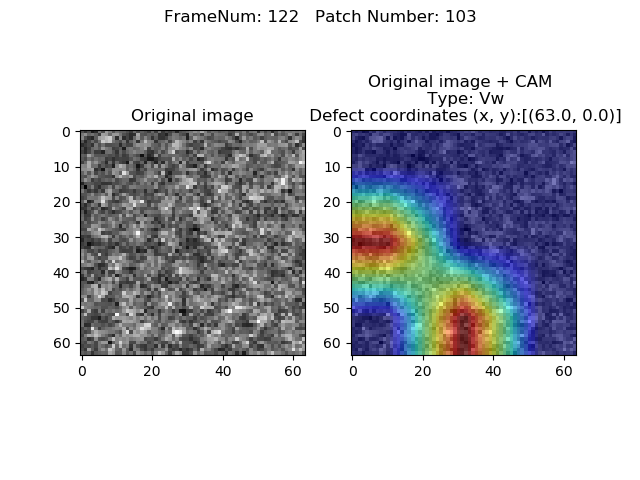 FrameNum: 122   Patch Number: 103
Original image
Original image + CAM
Type: Vw
Defect coordinates (x, y):[(63.0, 0.0)]
0
10
20
30
40
50
60
0 20 40 60
0
10
20
30
40
50
60
0 20 40 60